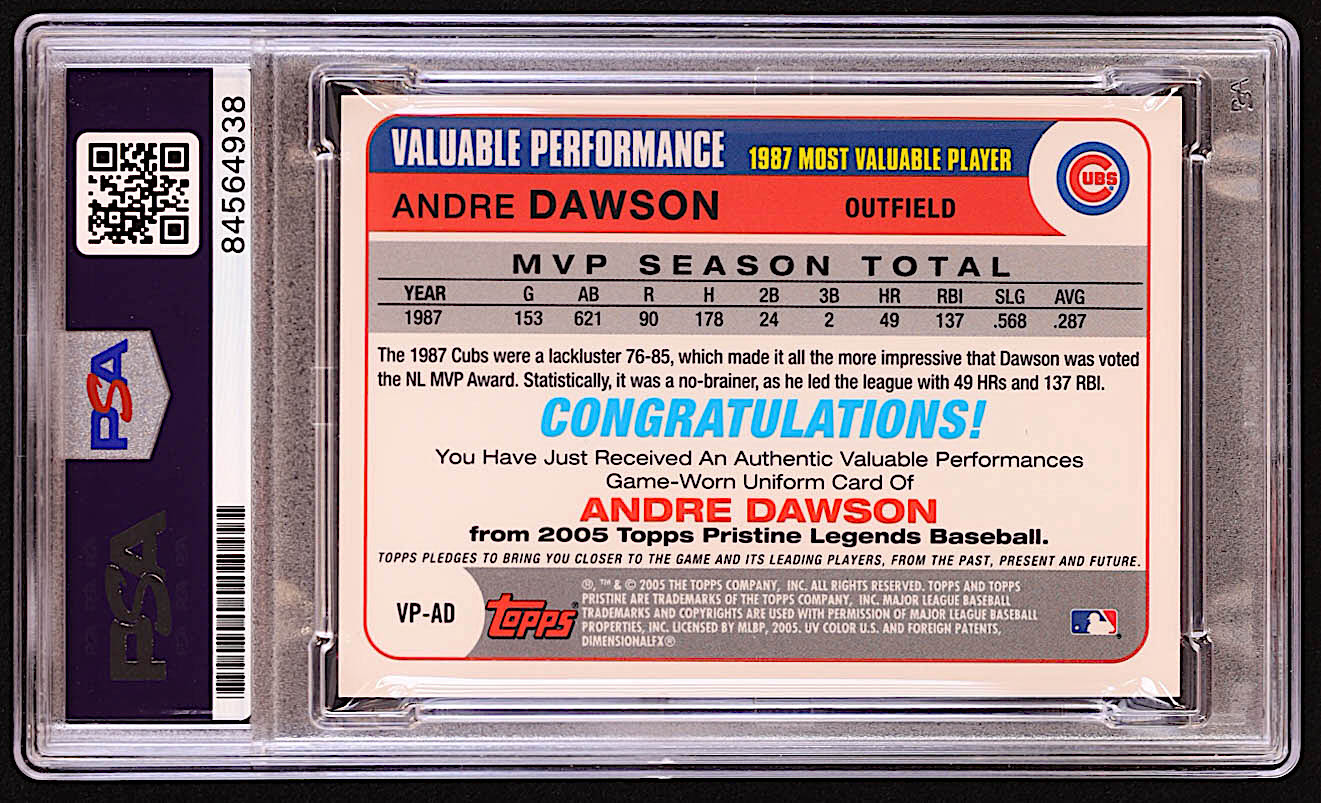 84564938
PSA
PSA
PSA
VALUABLE PERFORMANCE 1987 MOST VALUABLE PLAYER
CUBS
ANDRE DAWSON OUTFIELD
MVP SEASON TOTAL
YEAR G AB R H 2B 3B HR RBI SLG AVG
1987 153 621 90 178 24 2 49 137 .568 .287
The 1987 Cubs were a lackluster 76-85, which made it all the more impressive that Dawson was voted
the NL MVP Award. Statistically, it was a no-brainer, as he led the league with 49 HRs and 137 RBI.
CONGRATULATIONS!
You Have Just Received An Authentic Valuable Performances
Game-Worn Uniform Card Of
ANDRE DAWSON
from 2005 Topps Pristine Legends Baseball.
TOPPS PLEDGES TO BRING YOU CLOSER TO THE GAME AND ITS LEADING PLAYERS, FROM THE PAST, PRESENT AND FUTURE.
VP-AD
topps®
®, ™ & © 2005 THE TOPPS COMPANY, INC. ALL RIGHTS RESERVED. TOPPS AND TOPPS
PRISTINE ARE TRADEMARKS OF THE TOPPS COMPANY, INC. MAJOR LEAGUE BASEBALL
TRADEMARKS AND COPYRIGHTS ARE USED WITH PERMISSION OF MAJOR LEAGUE BASEBALL
PROPERTIES, INC. LICENSED BY MLBP, 2005. UV COLOR U.S. AND FOREIGN PATENTS,
DIMENSIONALFX®